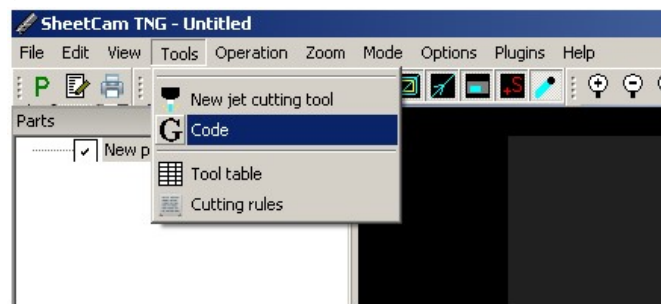 SheetCam TNG - Untitled
File Edit View Tools Operation Zoom Mode Options Plugins Help
P +S
New jet cutting tool
Parts
G Code
New p
Tool table
Cutting rules